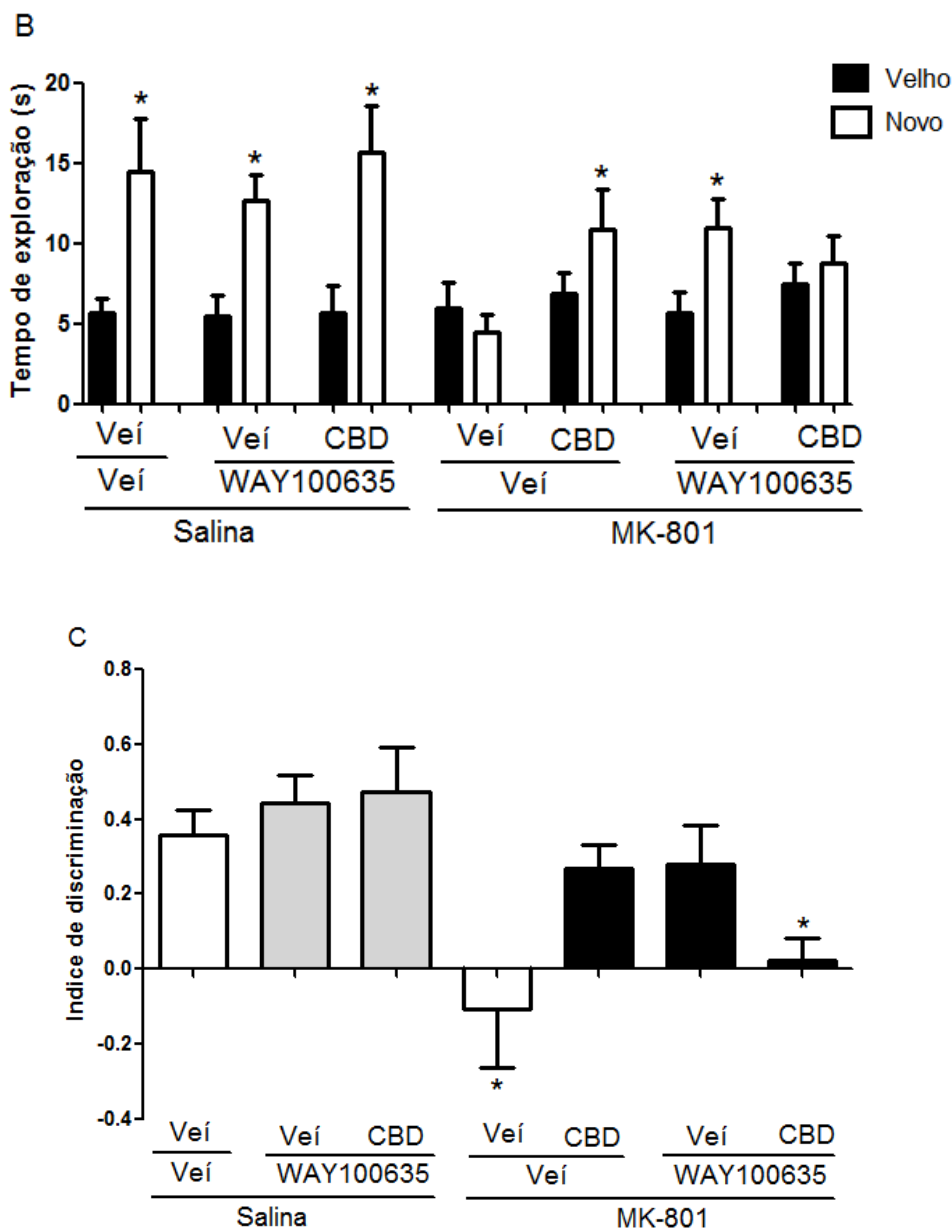 B
Tempo de exploração (s)
20
15
10
5
0
* * * * *
Velho
Novo
Veí Veí CBD Veí CBD Veí CBD
Veí WAY100635 Veí WAY100635
Salina MK-801
C
Indice de discriminação
0.8
0.6
0.4
0.2
0.0
-0.2
-0.4
*
*
Veí Veí CBD Veí CBD Veí CBD
Veí WAY100635 Veí WAY100635
Salina MK-801